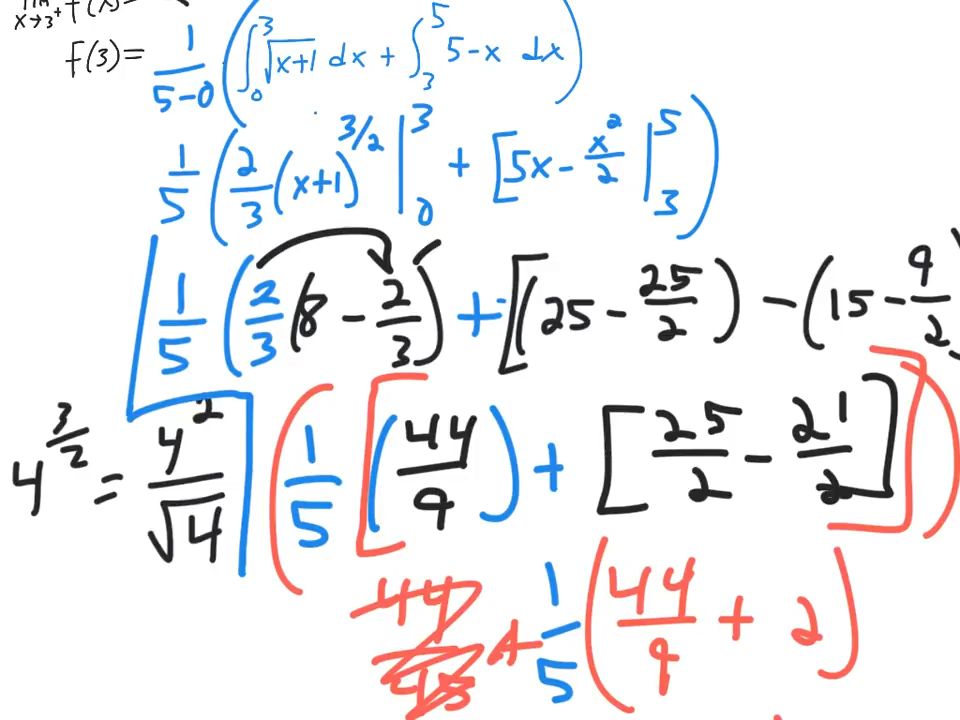 lim x→3⁺ f(x)=
f(3)= 1/(5-0) (∫₀³ √(x+1) dx + ∫₃⁵ 5-x dx)
1/5 (2/3 (x+1)^(3/2) |₀³ + [5x - x²/2 |₃⁵)
1/5 (2/3 (8 - 2/3) + [(25 - 25/2) - (15 - 9/2
4^(3/2) = 4²/√4 (1/5 [(44/9) + [25/2 - 21/2]])
1/5 (44/9 + 2)